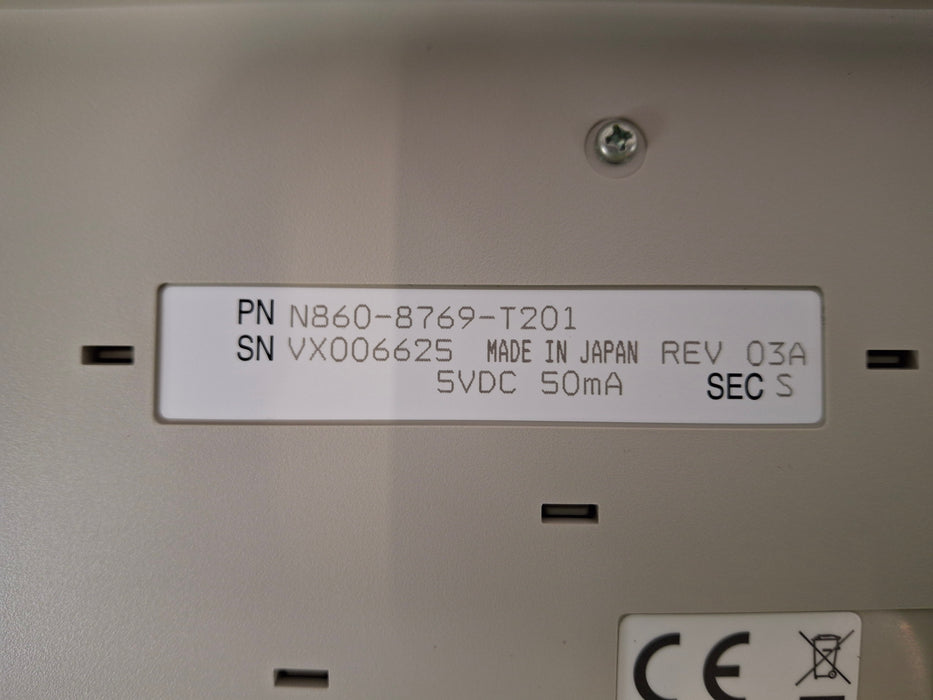 PN N860-8769-T201
SN VX006625 MADE IN JAPAN REV 03A
5VDC 50mA SEC S
CE